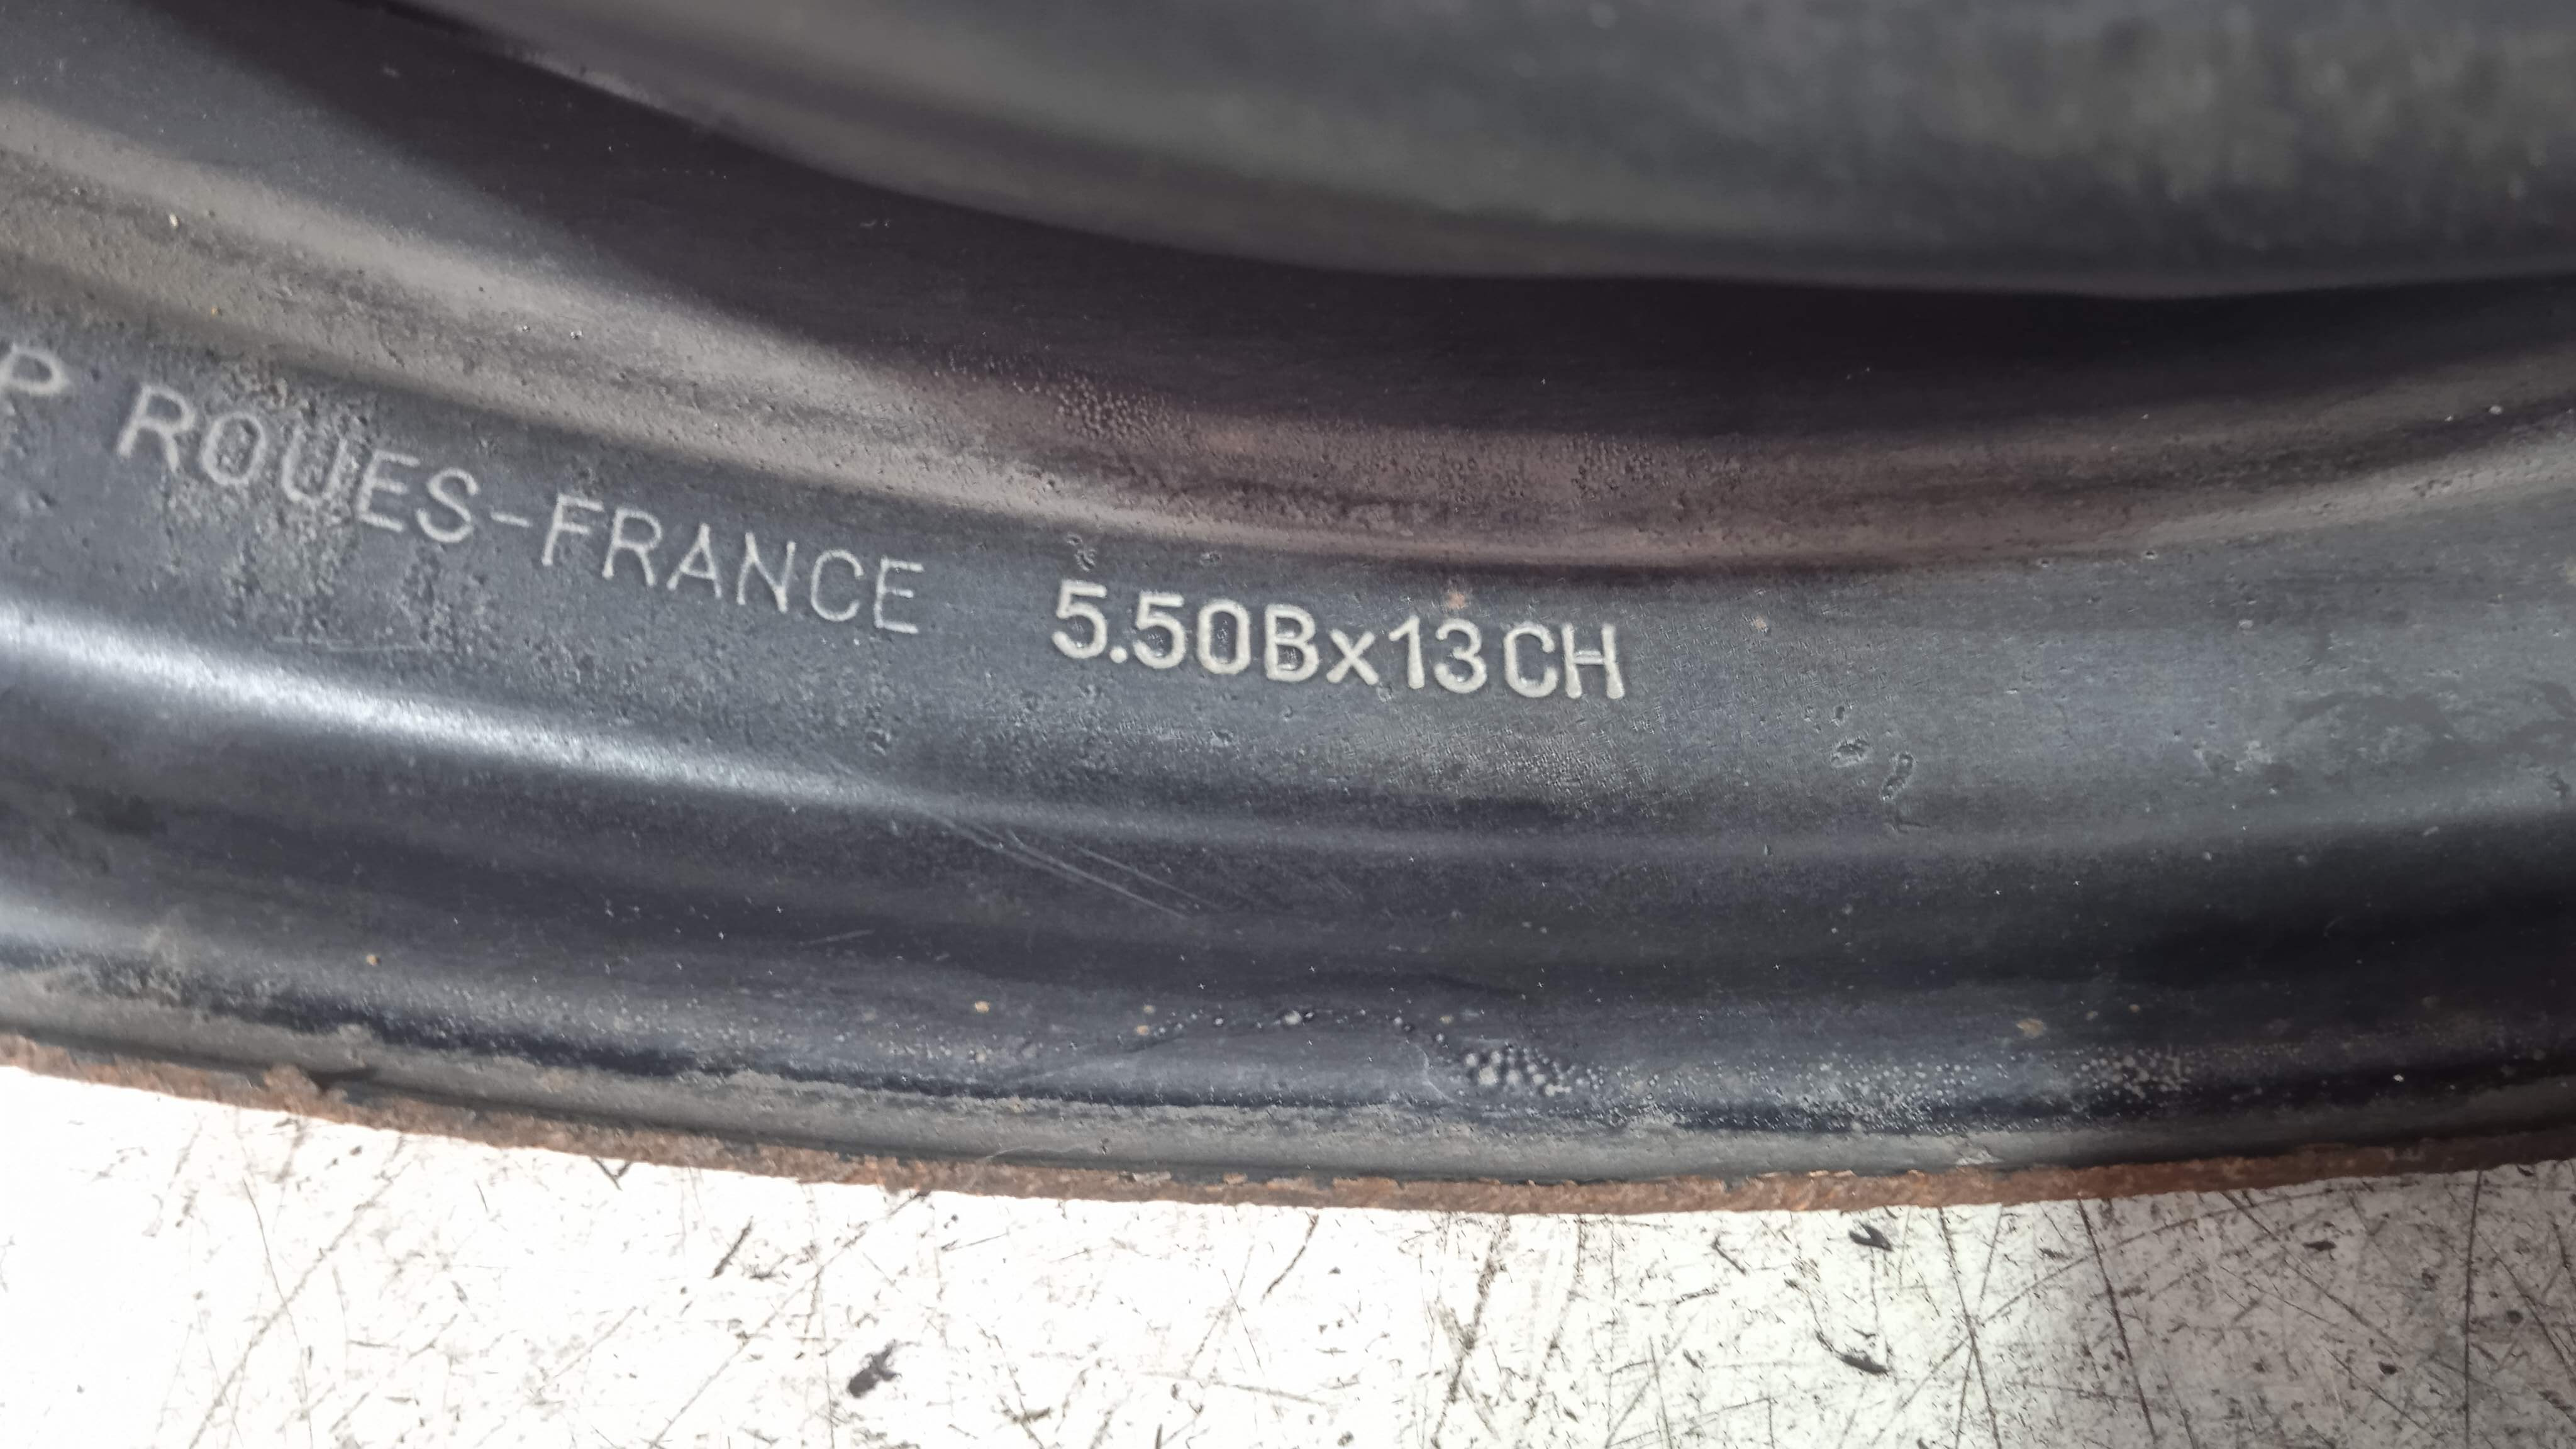 P ROUES-FRANCE 5.50Bx13CH